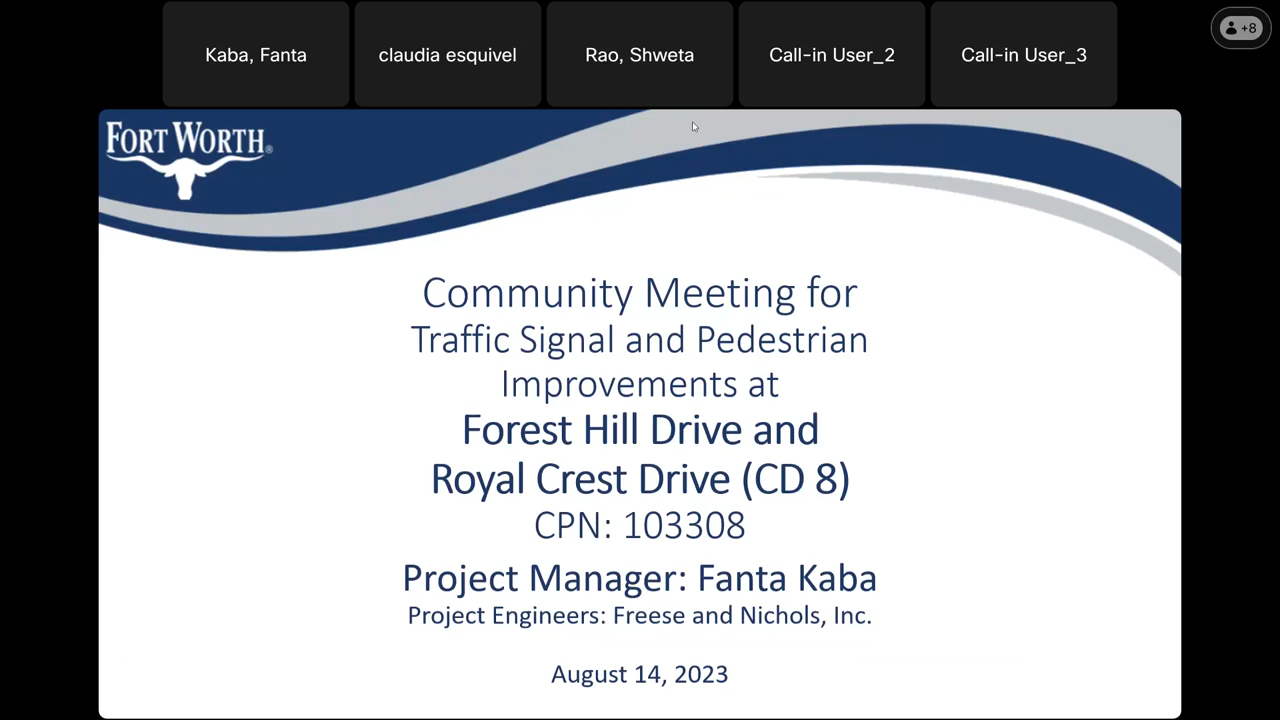 Kaba, Fanta
claudia esquivel
Rao, Shweta
Call-in User_2
Call-in User_3
+8
FORT WORTH®
Community Meeting for
Traffic Signal and Pedestrian
Improvements at
Forest Hill Drive and
Royal Crest Drive (CD 8)
CPN: 103308
Project Manager: Fanta Kaba
Project Engineers: Freese and Nichols, Inc.
August 14, 2023